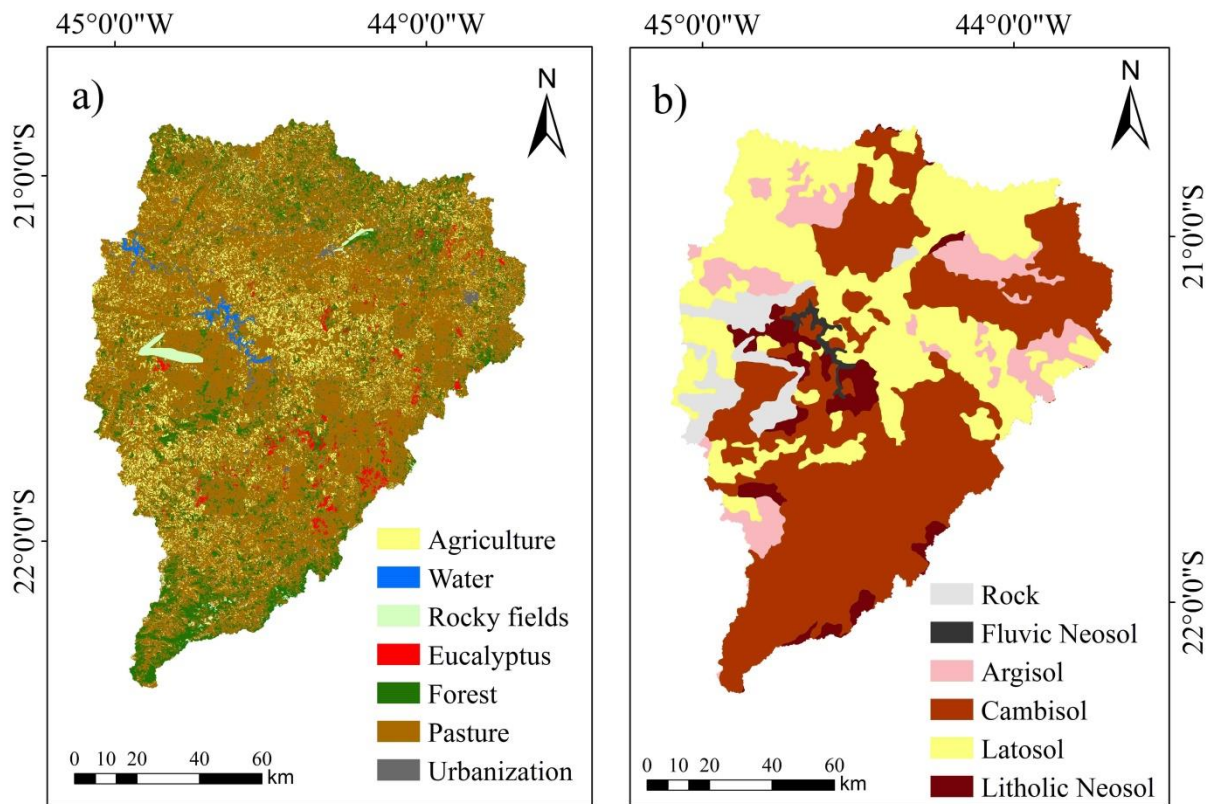 45°0'0"W 44°0'0"W
a)
N
21°0'0"S
22°0'0"S
Agriculture
Water
Rocky fields
Eucalyptus
Forest
Pasture
Urbanization
0 10 20 40 60
km
45°0'0"W 44°0'0"W
b)
N
21°0'0"S
22°0'0"S
Rock
Fluvic Neosol
Argisol
Cambisol
Latosol
Litholic Neosol
0 10 20 40 60
km